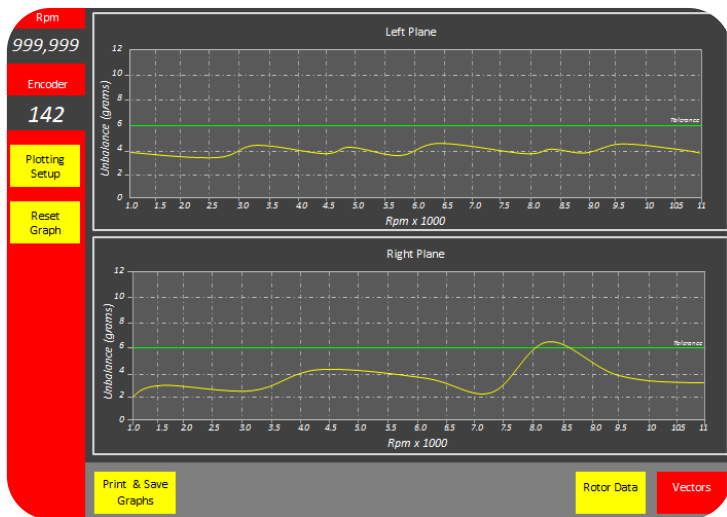 Rpm
999,999
Encoder
142
Plotting
Setup
Reset
Graph
Left Plane
Unbalance (grams)
12
10
8
6
4
2
0
Tolerance
1.0 1.5 2.0 2.5 3.0 3.5 4.0 4.5 5.0 5.5 6.0 6.5 7.0 7.5 8.0 8.5 9.0 9.5 10 10.5 11
Rpm x 1000
Right Plane
Unbalance (grams)
12
10
8
6
4
2
0
Tolerance
1.0 1.5 2.0 2.5 3.0 3.5 4.0 4.5 5.0 5.5 6.0 6.5 7.0 7.5 8.0 8.5 9.0 9.5 10 10.5 11
Rpm x 1000
Print & Save
Graphs
Rotor Data
Vectors